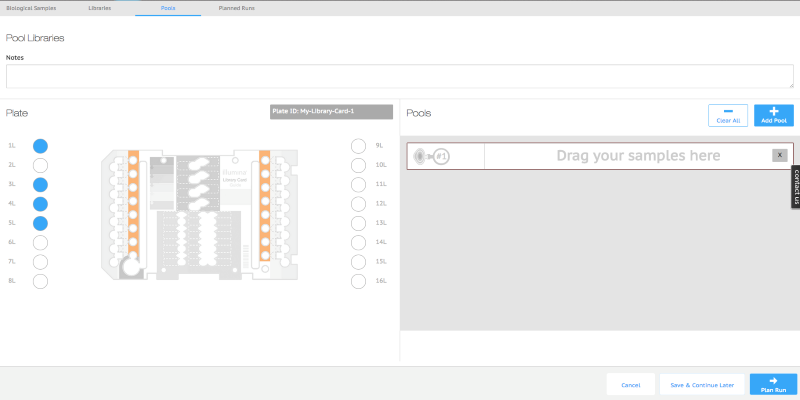 Biological Samples
Libraries
Pools
Planned Runs
Pool Libraries
Notes
Plate
Plate ID: My-Library-Card-1
1L
2L
3L
4L
5L
6L
7L
8L
9L
10L
11L
12L
13L
14L
15L
16L
Pools
Clear All
Add Pool
#1
Drag your samples here
X
contact us
Cancel
Save & Continue Later
Plan Run